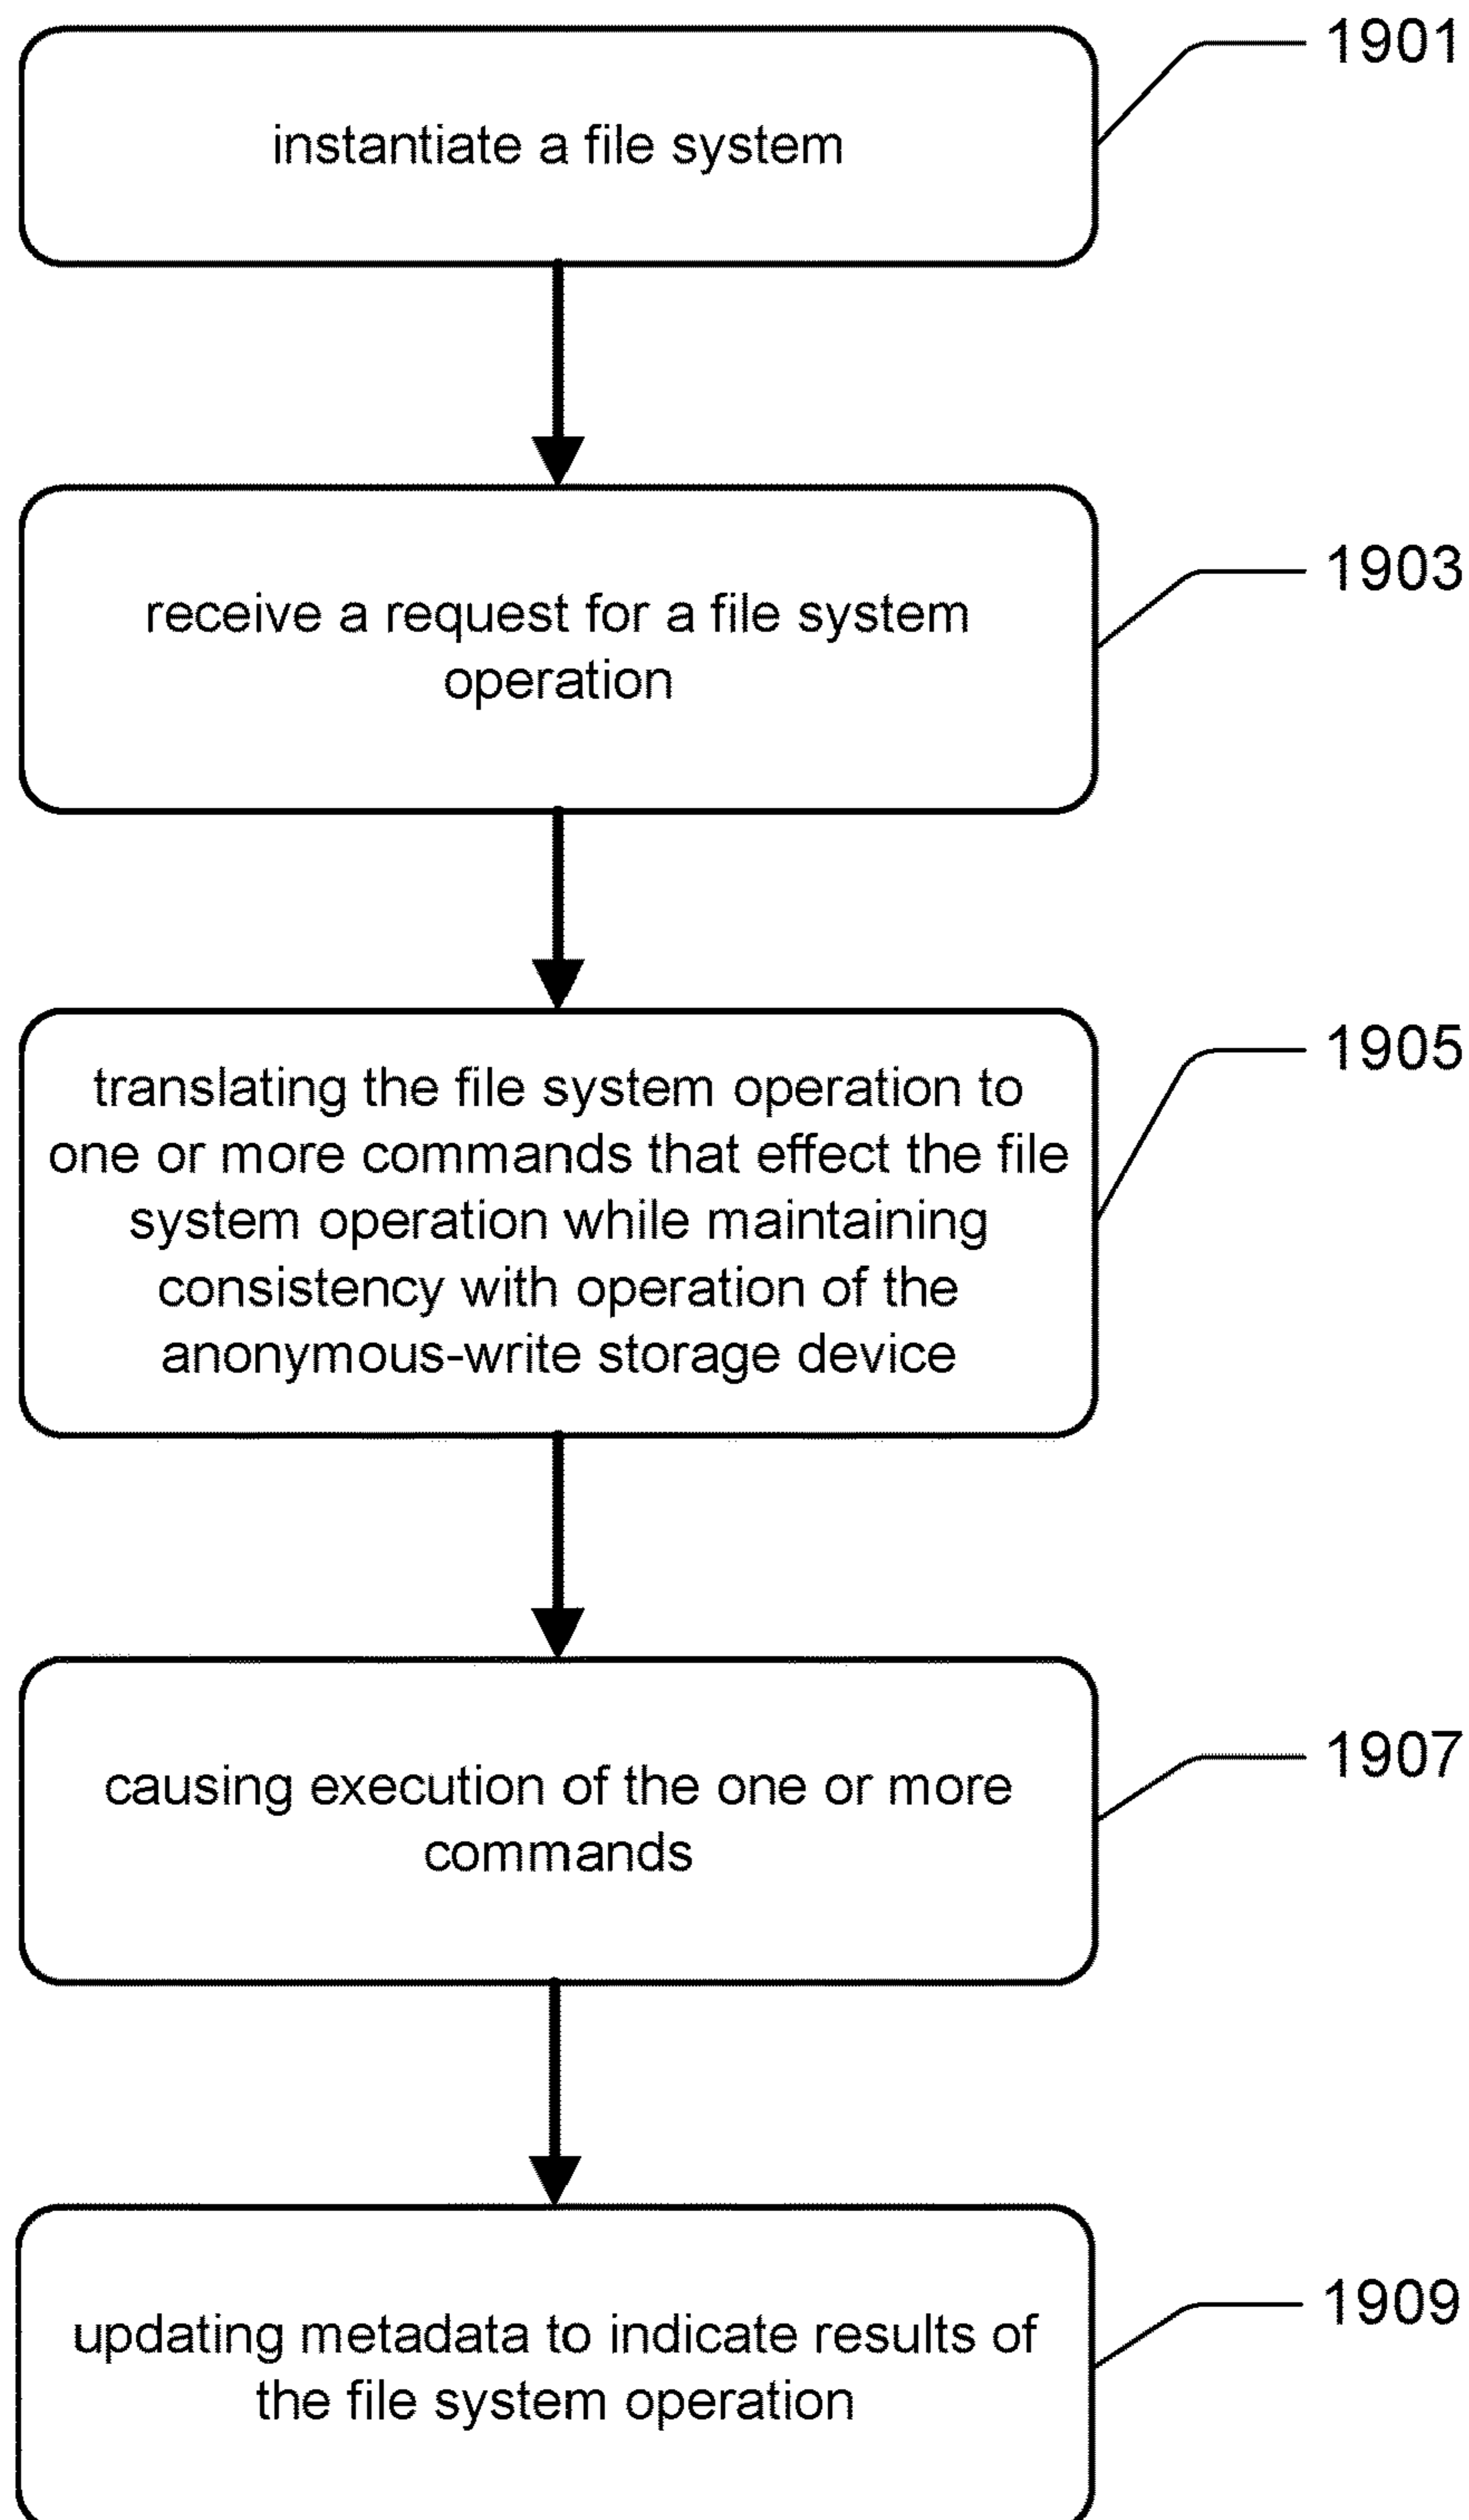 1901
instantiate a file system
1903
receive a request for a file system
operation
1905
translating the file system operation to
one or more commands that effect the file
system operation while maintaining
consistency with operation of the
anonymous-write storage device
1907
causing execution of the one or more
commands
1909
updating metadata to indicate results of
the file system operation